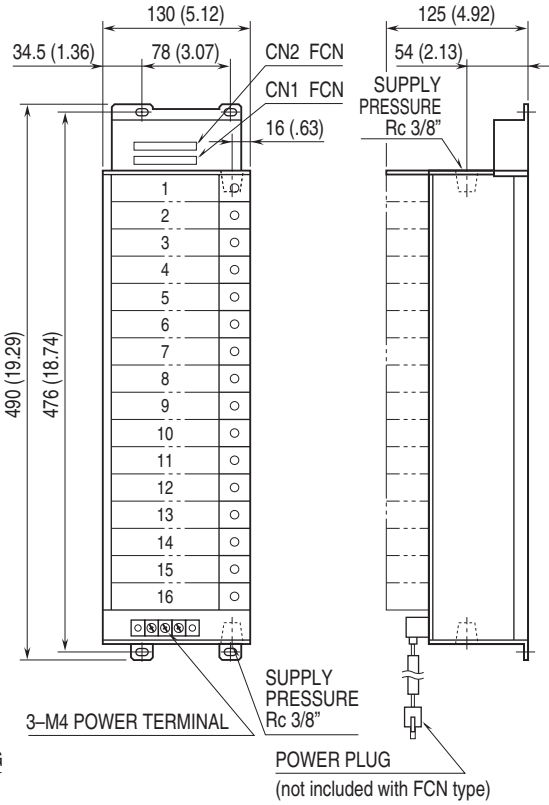 130 (5.12)
125 (4.92)
34.5 (1.36)
78 (3.07)
CN2 FCN
54 (2.13)
CN1 FCN
SUPPLY
PRESSURE
Rc 3/8”
16 (.63)
1
2
3
4
5
6
7
8
9
10
11
12
13
14
15
16
490 (19.29)
476 (18.74)
3–M4 POWER TERMINAL
SUPPLY
PRESSURE
Rc 3/8”
POWER PLUG
(not included with FCN type)